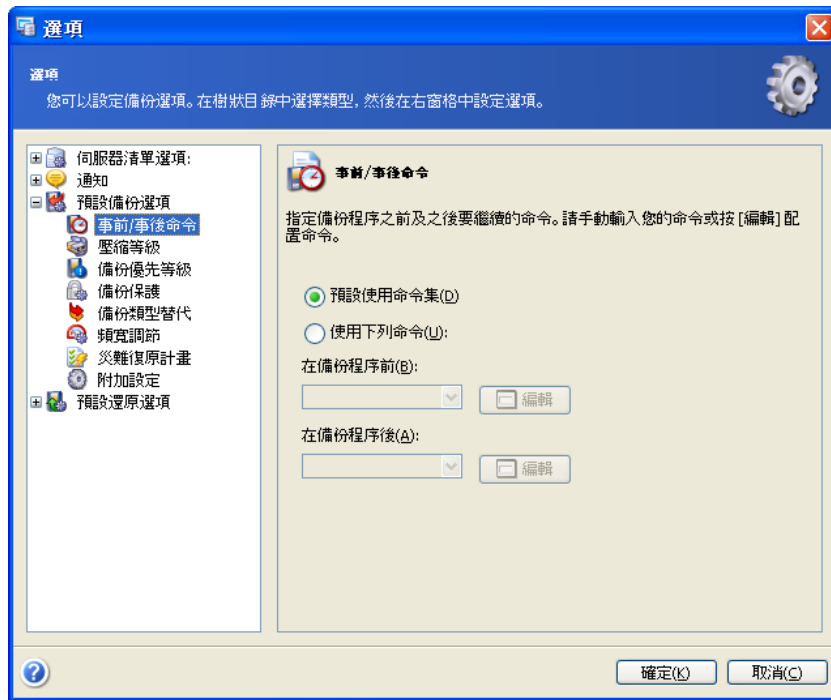 選項
選項
您可以設定備份選項。在樹狀目錄中選擇類型，然後在右窗格中設定選項。
伺服器清單選項:
通知
預設備份選項
事前/事後命令
壓縮等級
備份優先等級
備份保護
備份類型替代
頻寬調節
災難復原計畫
附加設定
預設還原選項
事前/事後命令
指定備份程序之前及之後要繼續的命令。請手動輸入您的命令或按 [編輯] 配
置命令。
預設使用命令集(D)
使用下列命令(U):
在備份程序前(B):
編輯
在備份程序後(A):
編輯
確定(K)
取消(C)